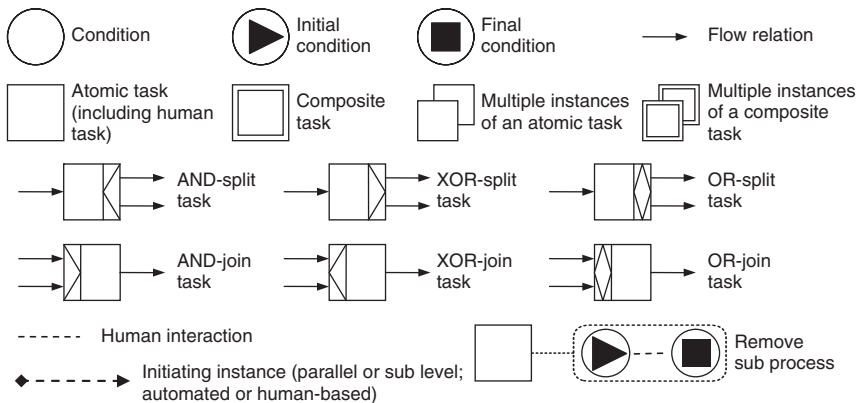 Condition
Initial
condition
Final
condition
Flow relation
Atomic task
(including human
task)
Composite
task
Multiple instances
of an atomic task
Multiple instances
of a composite
task
AND-split
task
XOR-split
task
OR-split
task
AND-join
task
XOR-join
task
OR-join
task
Human interaction
Initiating instance (parallel or sub level;
automated or human-based)
Remove
sub process